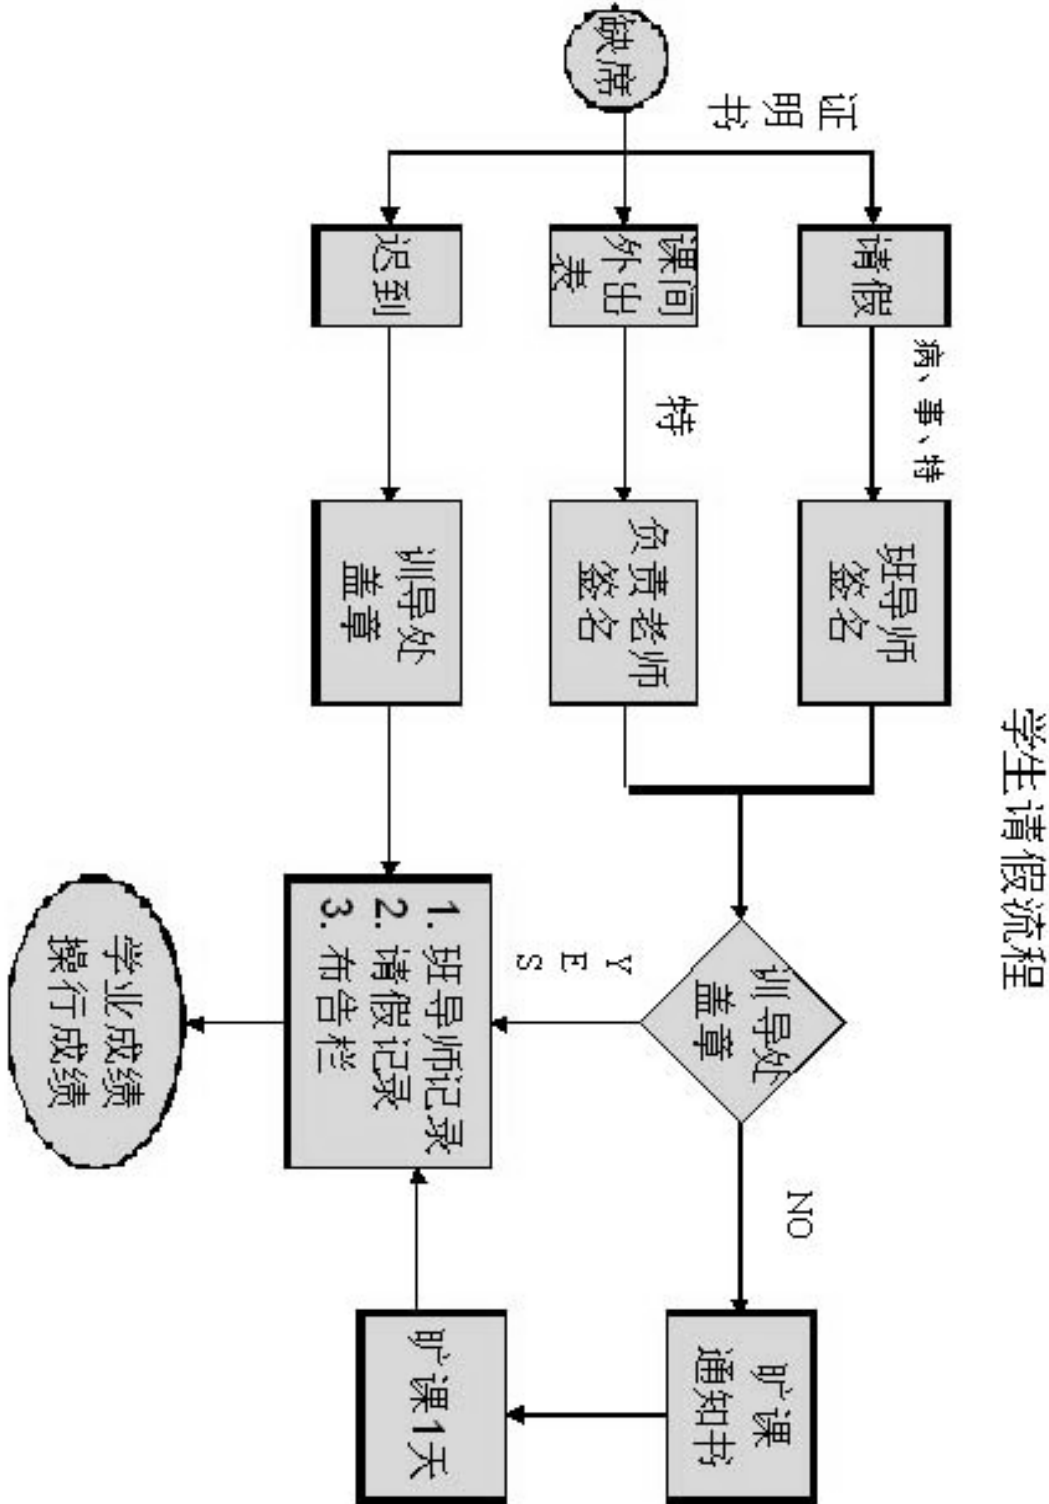 学生请假流程
证明书
缺席
请假
病、事、特
班导师
签名
课间
外出
表
特
负责老师
签名
迟到
训导处
盖章
训导处
盖章
YES
NO
旷课
通知书
旷课1天
1. 班导师记录
2. 请假记录
3. 布告栏
学业成绩
操行成绩